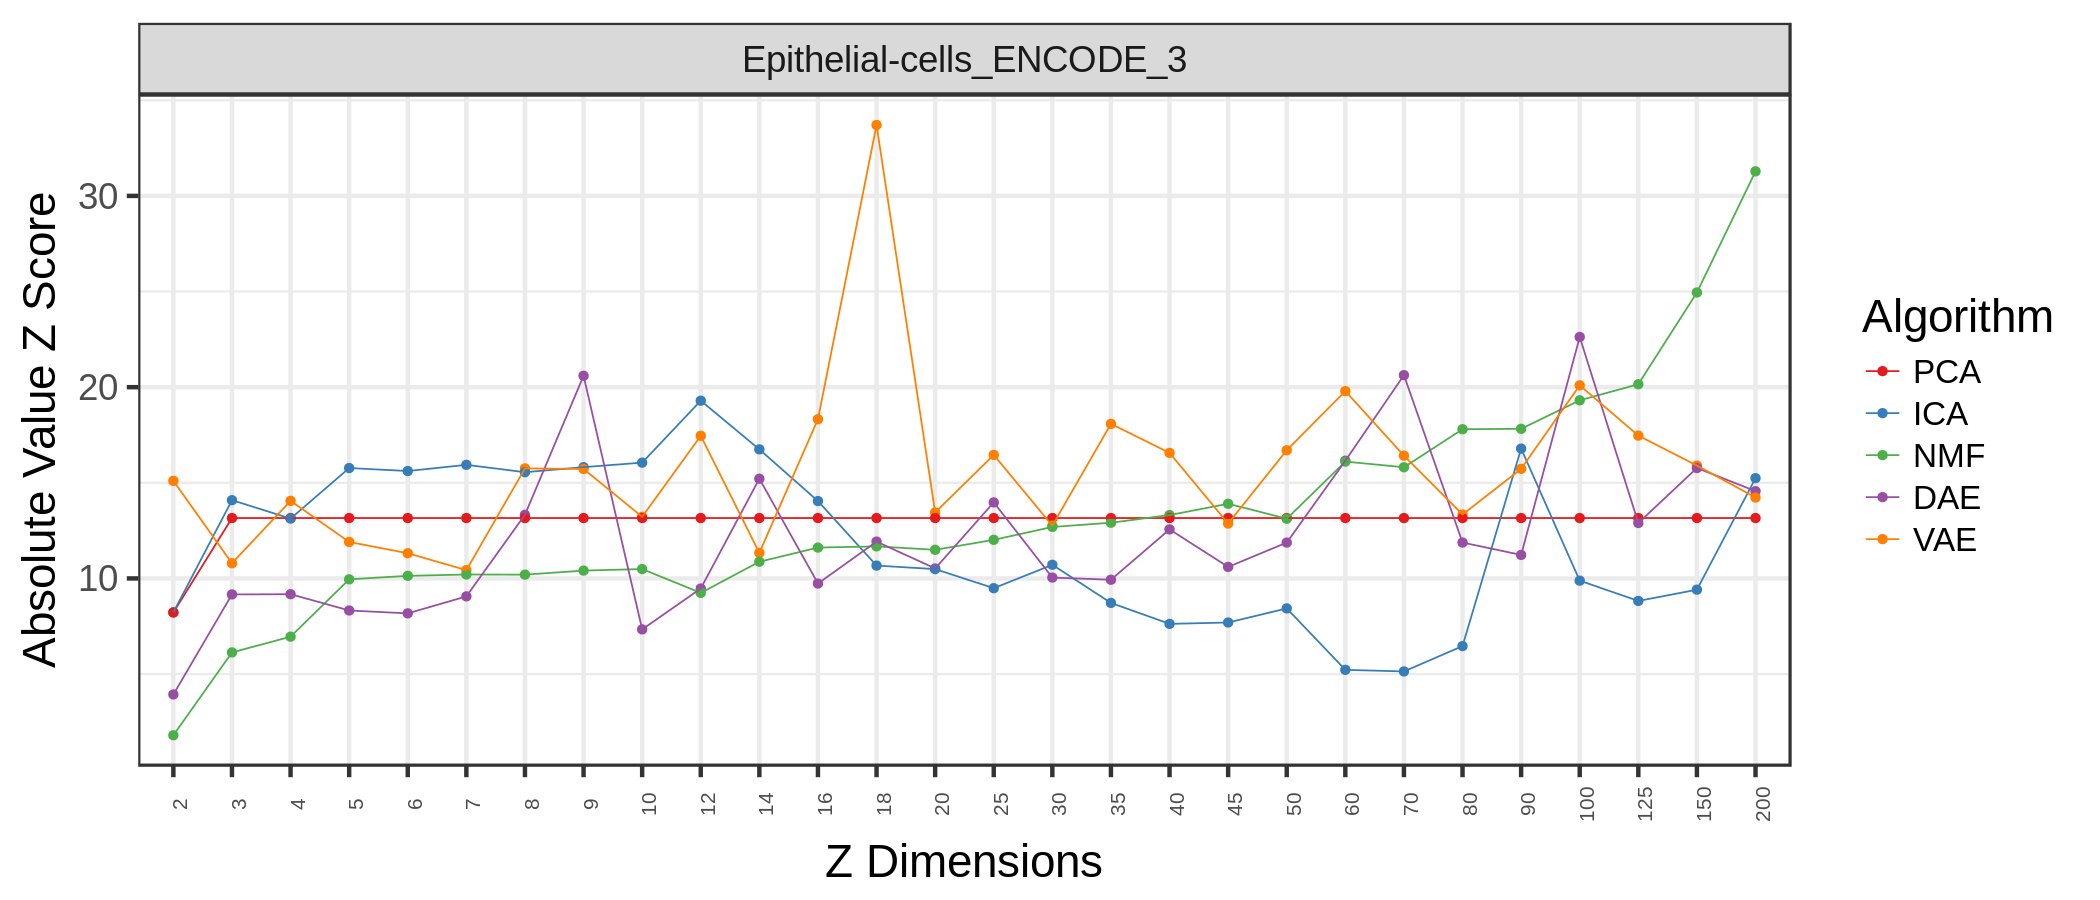 Epithelial-cells_ENCODE_3
Absolute Value Z Score
30
20
10
2 3 4 5 6 7 8 9 10 12 14 16 18 20 25 30 35 40 45 50 60 70 80 90 100 125 150 200
Z Dimensions
Algorithm
PCA
ICA
NMF
DAE
VAE